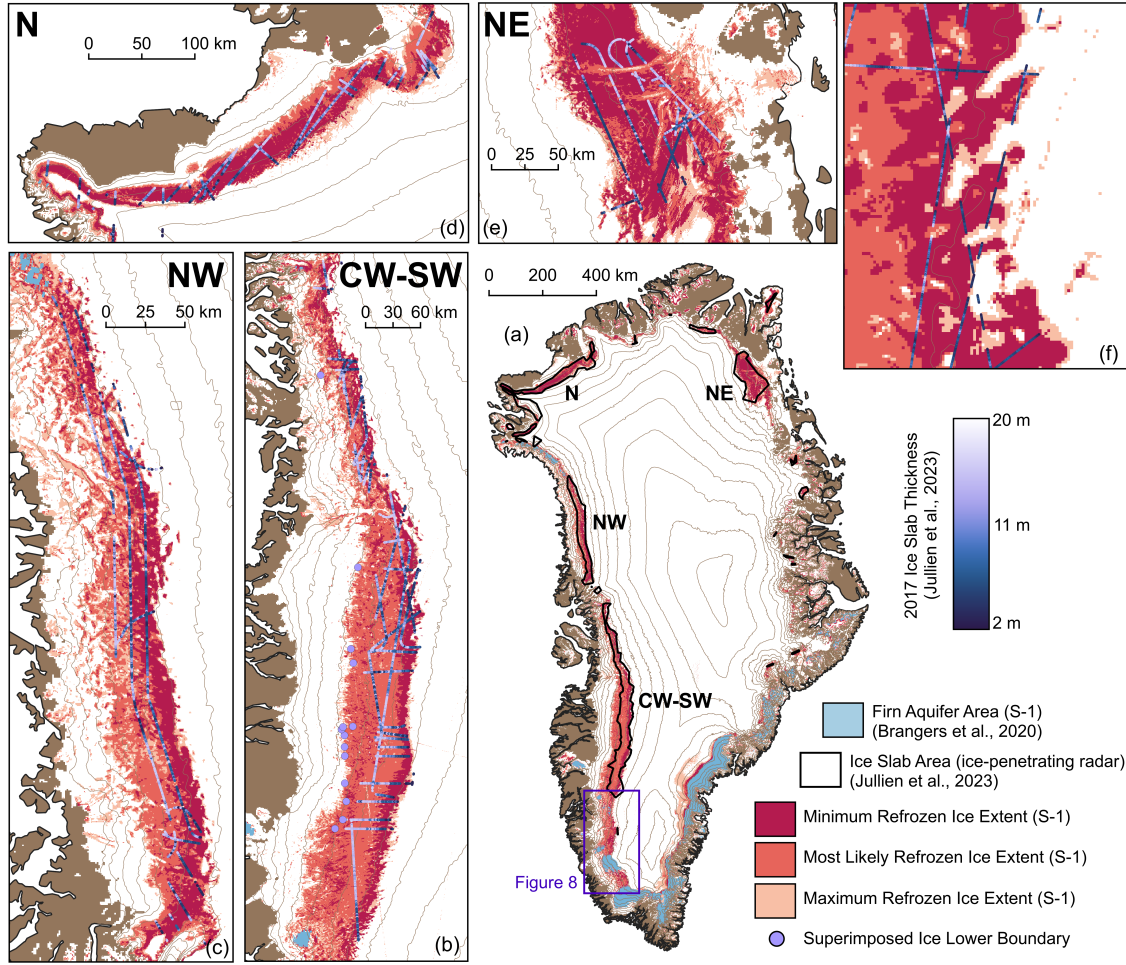 N
0 50 100 km
(d)
NE
0 25 50 km
(e)
(f)
NW
0 25 50 km
(c)
CW-SW
0 30 60 km
(b)
0 200 400 km
(a)
N
NE
NW
CW-SW
Figure 8
2017 Ice Slab Thickness
(Jullien et al., 2023)
20 m
11 m
2 m
Firn Aquifer Area (S-1)
(Brangers et al., 2020)
Ice Slab Area (ice-penetrating radar)
(Jullien et al., 2023)
Minimum Refrozen Ice Extent (S-1)
Most Likely Refrozen Ice Extent (S-1)
Maximum Refrozen Ice Extent (S-1)
Superimposed Ice Lower Boundary